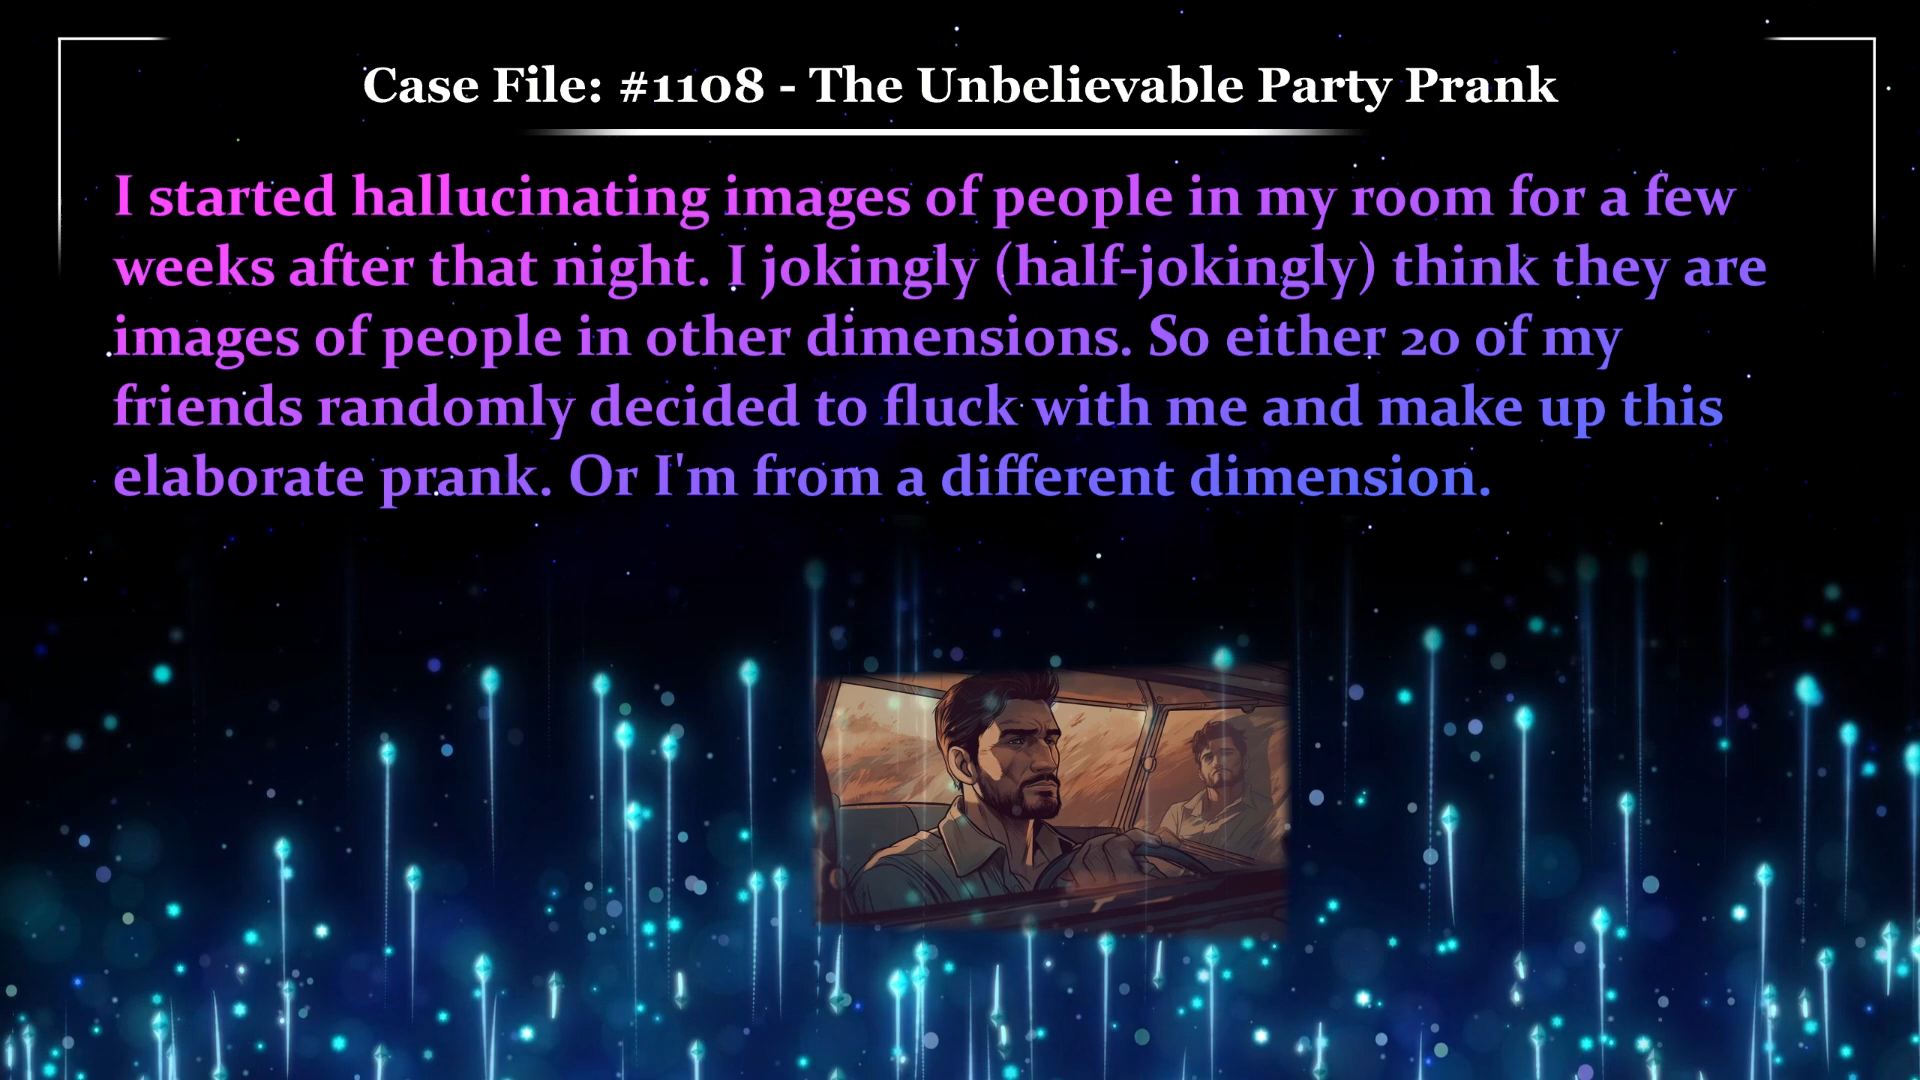 Case File: #1108 - The Unbelievable Party Prank
I started hallucinating images of people in my room for a few
weeks after that night. I jokingly (half-jokingly) think they are
images of people in other dimensions. So either 20 of my
friends randomly decided to fluck with me and make up this
elaborate prank. Or I'm from a different dimension.